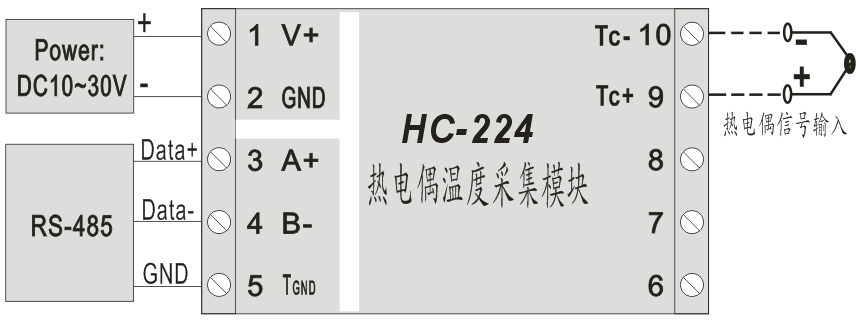 Power:
DC10~30V
+
-
RS-485
Data+
Data-
GND
1 V+
2 GND
3 A+
4 B-
5 TGND
HC-224
热电偶温度采集模块
Tc- 10
Tc+ 9
8
7
6
-
+
热电偶信号输入